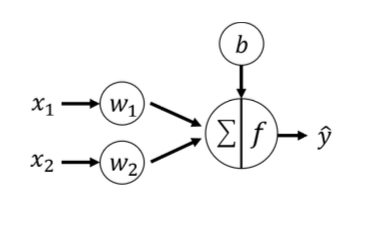 b
x₁ w₁
∑ f ŷ
x₂ w₂